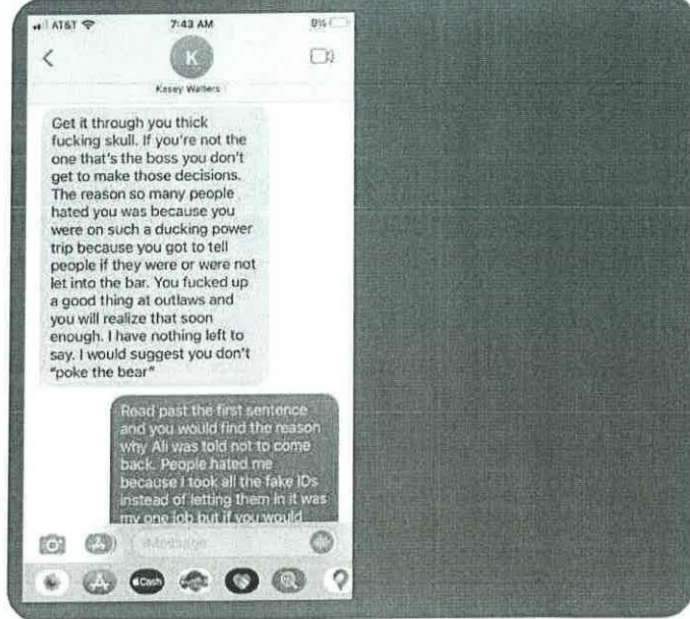 AT&T 7:43 AM 9%
K
Kasey Walters
Get it through you thick
fucking skull. If you're not the
one that's the boss you don't
get to make those decisions.
The reason so many people
hated you was because you
were on such a ducking power
trip because you got to tell
people if they were or were not
let into the bar. You fucked up
a good thing at outlaws and
you will realize that soon
enough. I have nothing left to
say. I would suggest you don't
"poke the bear"
Read past the first sentence
and you would find the reason
why Ali was told not to come
back. People hated me
because i took all the fake IDs
instead of letting them in it was
my one job but if you would
iMessage
Cash